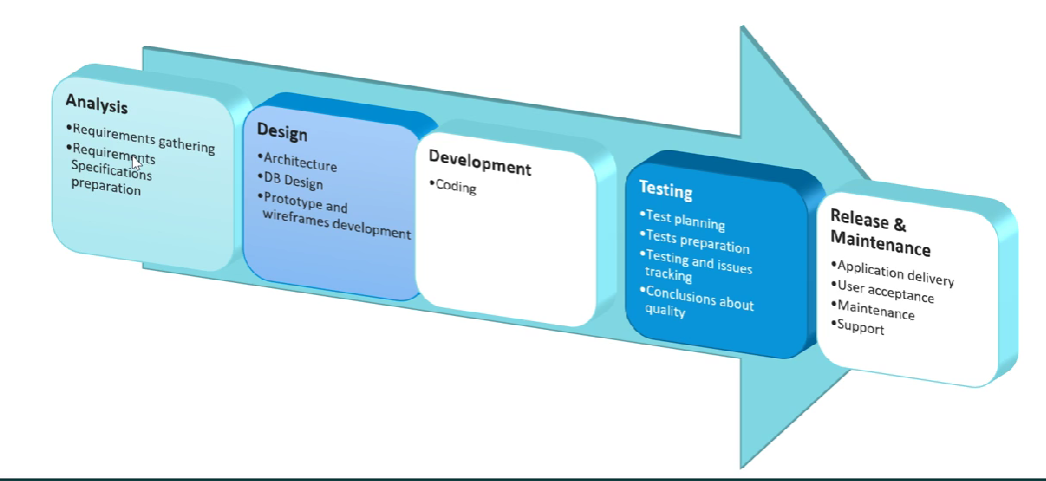 Analysis
•Requirements gathering
•Requirements
Specifications
preparation
Design
•Architecture
•DB Design
•Prototype and
wireframes development
Development
•Coding
Testing
•Test planning
•Tests preparation
•Testing and issues
tracking
•Conclusions about
quality
Release &
Maintenance
•Application delivery
•User acceptance
•Maintenance
•Support